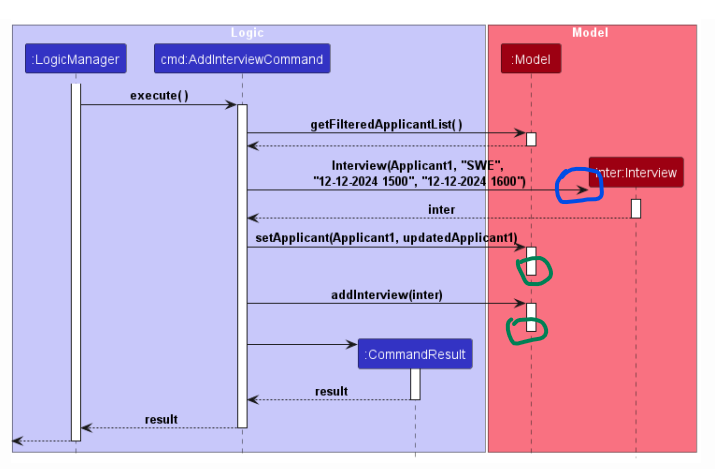 Logic
Model
:LogicManager
cmd:AddInterviewCommand
:Model
execute()
getFilteredApplicantList()
Interview(Applicant1, "SWE",
"12-12-2024 1500", "12-12-2024 1600")
inter:Interview
inter
setApplicant(Applicant1, updatedApplicant1)
addInterview(inter)
:CommandResult
result
result